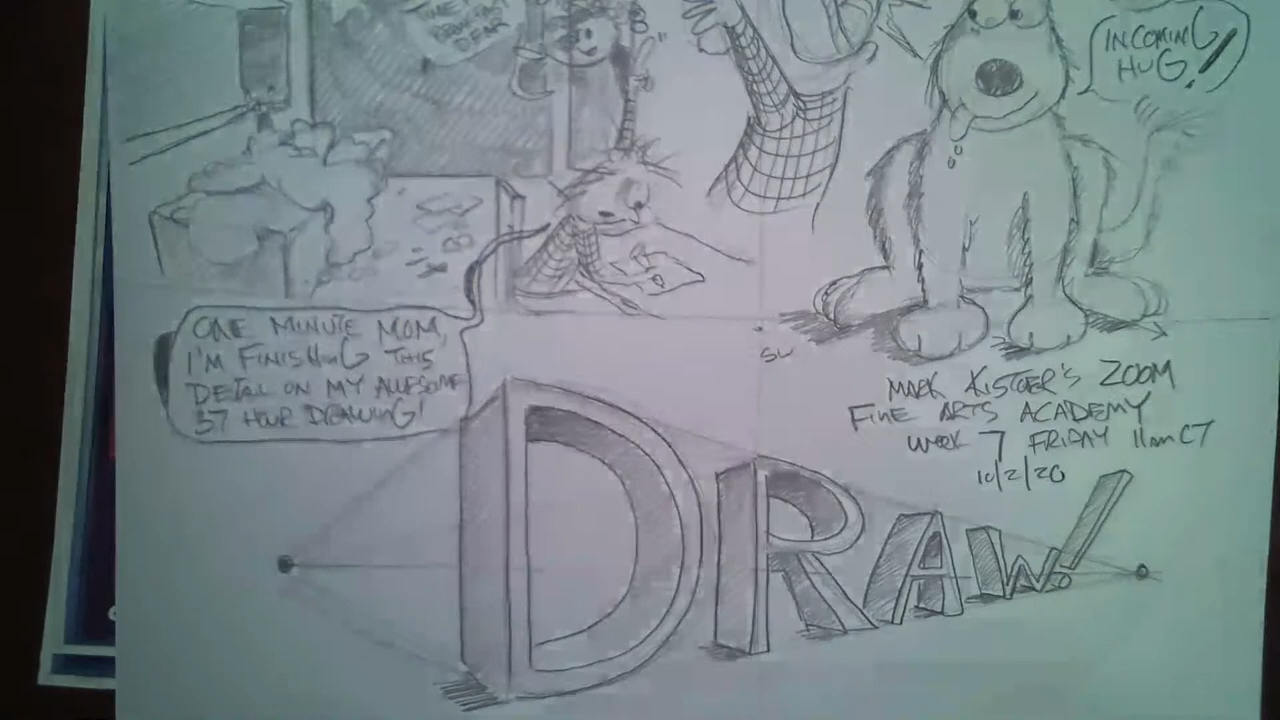 DEAR
INCOMING
HUG!
ONE MINUTE MOM,
I'M FINISHING THIS
DETAIL ON MY AWESOME
37 HOUR DRAWING!
MARK KISTLER'S ZOOM
FINE ARTS ACADEMY
WEEK 7 FRIDAY 11am CT
10/2/20
DRAW!